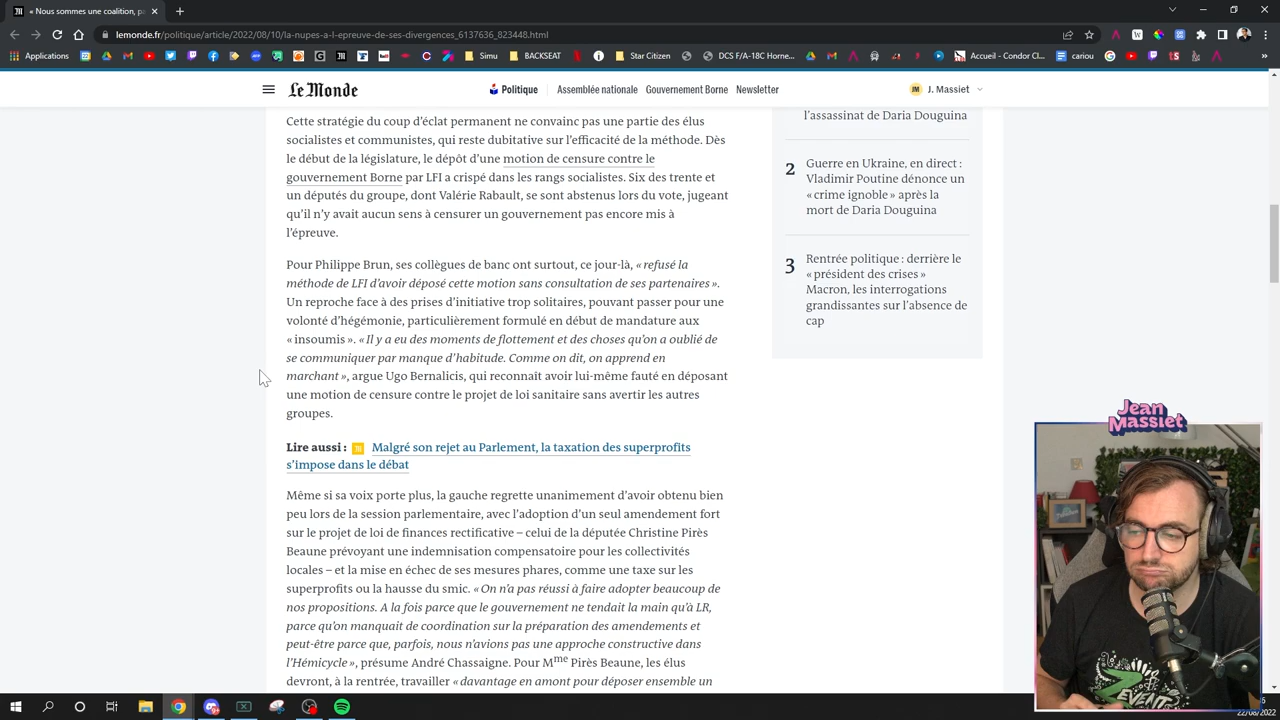 « Nous sommes une coalition, pa
lemonde.fr/politique/article/2022/08/10/la-nupes-a-l-epreuve-de-ses-divergences_6137636_823448.html
Applications
Simu
BACKSEAT
Star Citizen
DCS F/A-18C Horne...
Accueil - Condor Cl...
cariou
Le Monde
Politique
Assemblée nationale
Gouvernement Borne
Newsletter
JM
J. Massiet
Cette stratégie du coup d'éclat permanent ne convainc pas une partie des élus
socialistes et communistes, qui reste dubitative sur l'efficacité de la méthode. Dès
le début de la législature, le dépôt d'une motion de censure contre le
gouvernement Borne par LFI a crispé dans les rangs socialistes. Six des trente et
un députés du groupe, dont Valérie Rabault, se sont abstenus lors du vote, jugeant
qu'il n'y avait aucun sens à censurer un gouvernement pas encore mis à
l'épreuve.
Pour Philippe Brun, ses collègues de banc ont surtout, ce jour-là, « refusé la
méthode de LFI d'avoir déposé cette motion sans consultation de ses partenaires ».
Un reproche face à des prises d'initiative trop solitaires, pouvant passer pour une
volonté d'hégémonie, particulièrement formulé en début de mandature aux
« insoumis ». « Il y a eu des moments de flottement et des choses qu'on a oublié de
se communiquer par manque d'habitude. Comme on dit, on apprend en
marchant », argue Ugo Bernalicis, qui reconnaît avoir lui-même fauté en déposant
une motion de censure contre le projet de loi sanitaire sans avertir les autres
groupes.
Lire aussi : Malgré son rejet au Parlement, la taxation des superprofits
s'impose dans le débat
Même si sa voix porte plus, la gauche regrette unanimement d'avoir obtenu bien
peu lors de la session parlementaire, avec l'adoption d'un seul amendement fort
sur le projet de loi de finances rectificative – celui de la députée Christine Pirès
Beaune prévoyant une indemnisation compensatoire pour les collectivités
locales – et la mise en échec de ses mesures phares, comme une taxe sur les
superprofits ou la hausse du smic. « On n'a pas réussi à faire adopter beaucoup de
nos propositions. A la fois parce que le gouvernement ne tendait la main qu'à LR,
parce qu'on manquait de coordination sur la préparation des amendements et
peut-être parce que, parfois, nous n'avions pas une approche constructive dans
l'Hémicycle », présume André Chassaigne. Pour Mme Pirès Beaune, les élus
devront, à la rentrée, travailler « davantage en amont pour déposer ensemble un
l'assassinat de Daria Douguina
2
Guerre en Ukraine, en direct :
Vladimir Poutine dénonce un
« crime ignoble » après la
mort de Daria Douguina
3
Rentrée politique : derrière le
« président des crises »
Macron, les interrogations
grandissantes sur l'absence de
cap
Jean
Massiet
Z EVENT
22/08/2022